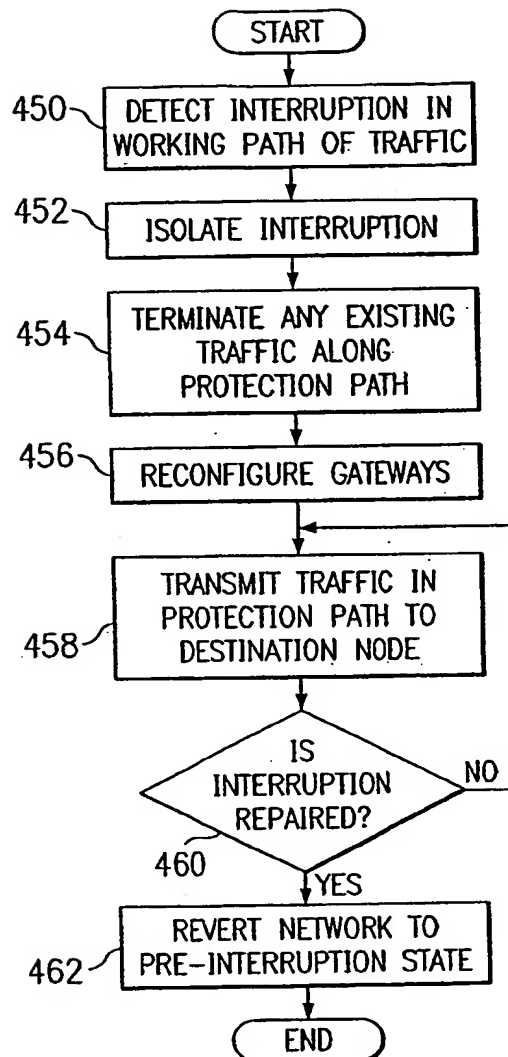 START
450
DETECT INTERRUPTION IN
WORKING PATH OF TRAFFIC
452
ISOLATE INTERRUPTION
454
TERMINATE ANY EXISTING
TRAFFIC ALONG
PROTECTION PATH
456
RECONFIGURE GATEWAYS
458
TRANSMIT TRAFFIC IN
PROTECTION PATH TO
DESTINATION NODE
IS
INTERRUPTION
REPAIRED?
NO
460
YES
462
REVERT NETWORK TO
PRE-INTERRUPTION STATE
END